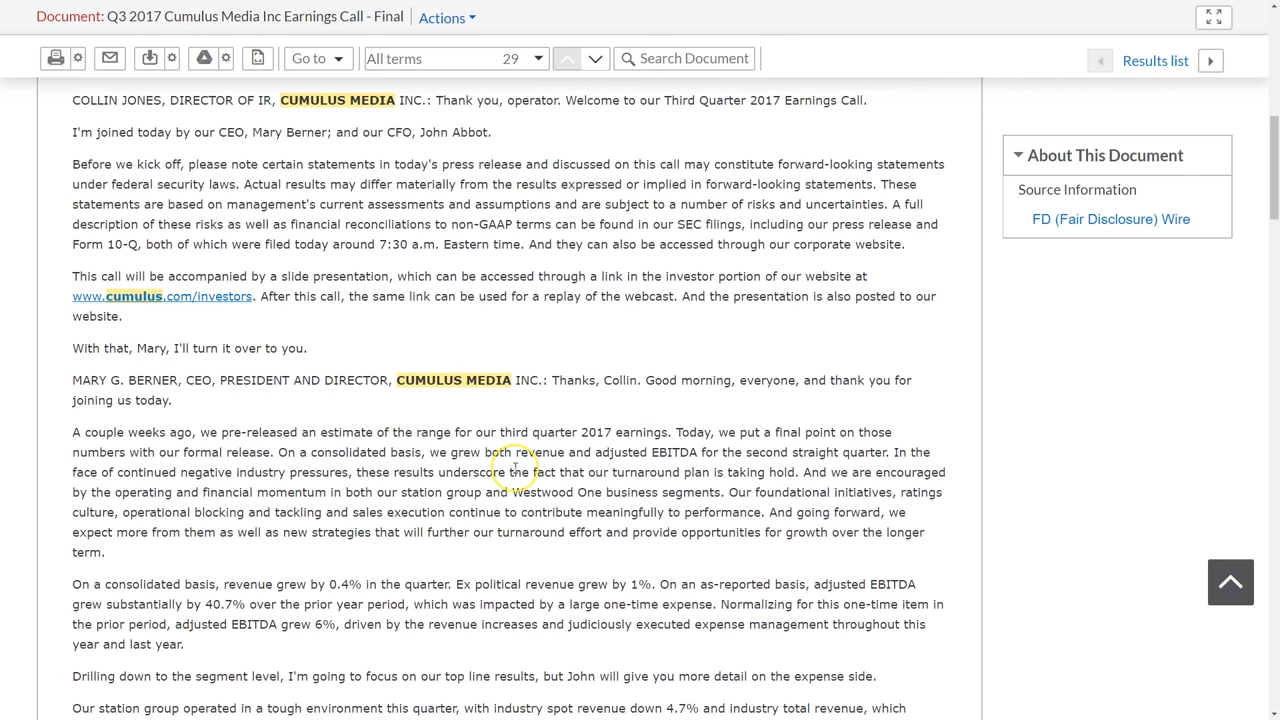 Document: Q3 2017 Cumulus Media Inc Earnings Call - Final Actions
Go to All terms 29 Search Document Results list
COLLIN JONES, DIRECTOR OF IR, CUMULUS MEDIA INC.: Thank you, operator. Welcome to our Third Quarter 2017 Earnings Call.
I'm joined today by our CEO, Mary Berner; and our CFO, John Abbot.
Before we kick off, please note certain statements in today's press release and discussed on this call may constitute forward-looking statements
under federal security laws. Actual results may differ materially from the results expressed or implied in forward-looking statements. These
statements are based on management's current assessments and assumptions and are subject to a number of risks and uncertainties. A full
description of these risks as well as financial reconciliations to non-GAAP terms can be found in our SEC filings, including our press release and
Form 10-Q, both of which were filed today around 7:30 a.m. Eastern time. And they can also be accessed through our corporate website.
This call will be accompanied by a slide presentation, which can be accessed through a link in the investor portion of our website at
www.cumulus.com/investors. After this call, the same link can be used for a replay of the webcast. And the presentation is also posted to our
website.
With that, Mary, I'll turn it over to you.
MARY G. BERNER, CEO, PRESIDENT AND DIRECTOR, CUMULUS MEDIA INC.: Thanks, Collin. Good morning, everyone, and thank you for
joining us today.
A couple weeks ago, we pre-released an estimate of the range for our third quarter 2017 earnings. Today, we put a final point on those
numbers with our formal release. On a consolidated basis, we grew both revenue and adjusted EBITDA for the second straight quarter. In the
face of continued negative industry pressures, these results underscore the fact that our turnaround plan is taking hold. And we are encouraged
by the operating and financial momentum in both our station group and Westwood One business segments. Our foundational initiatives, ratings
culture, operational blocking and tackling and sales execution continue to contribute meaningfully to performance. And going forward, we
expect more from them as well as new strategies that will further our turnaround effort and provide opportunities for growth over the longer
term.
On a consolidated basis, revenue grew by 0.4% in the quarter. Ex political revenue grew by 1%. On an as-reported basis, adjusted EBITDA
grew substantially by 40.7% over the prior year period, which was impacted by a large one-time expense. Normalizing for this one-time item in
the prior period, adjusted EBITDA grew 6%, driven by the revenue increases and judiciously executed expense management throughout this
year and last year.
Drilling down to the segment level, I'm going to focus on our top line results, but John will give you more detail on the expense side.
Our station group operated in a tough environment this quarter, with industry spot revenue down 4.7% and industry total revenue, which
About This Document
Source Information
FD (Fair Disclosure) Wire